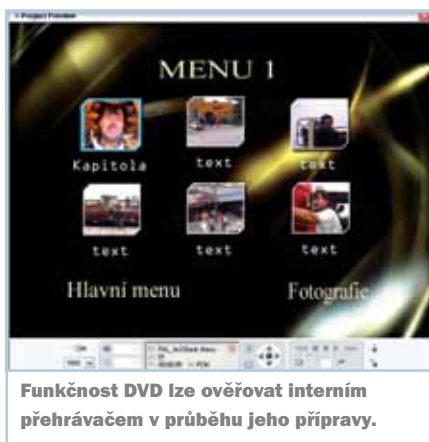 Project Preview
MENU 1
Kapitola text text
text text text
Hlavní menu Fotografie
Funkčnost DVD lze ověřovat interním
přehrávačem v průběhu jeho přípravy.